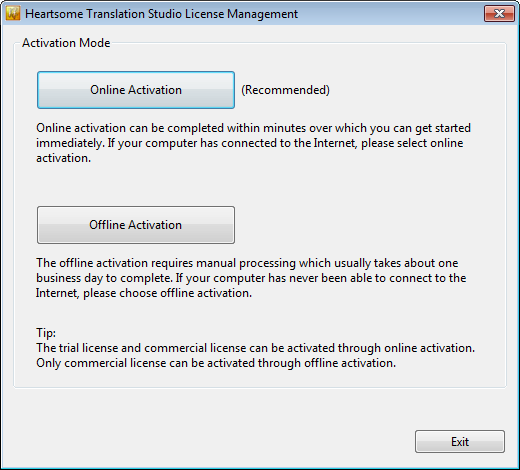 Heartsome Translation Studio License Management
Activation Mode
Online Activation (Recommended)
Online activation can be completed within minutes over which you can get started
immediately. If your computer has connected to the Internet, please select online
activation.
Offline Activation
The offline activation requires manual processing which usually takes about one
business day to complete. If your computer has never been able to connect to the
Internet, please choose offline activation.
Tip:
The trial license and commercial license can be activated through online activation.
Only commercial license can be activated through offline activation.
Exit